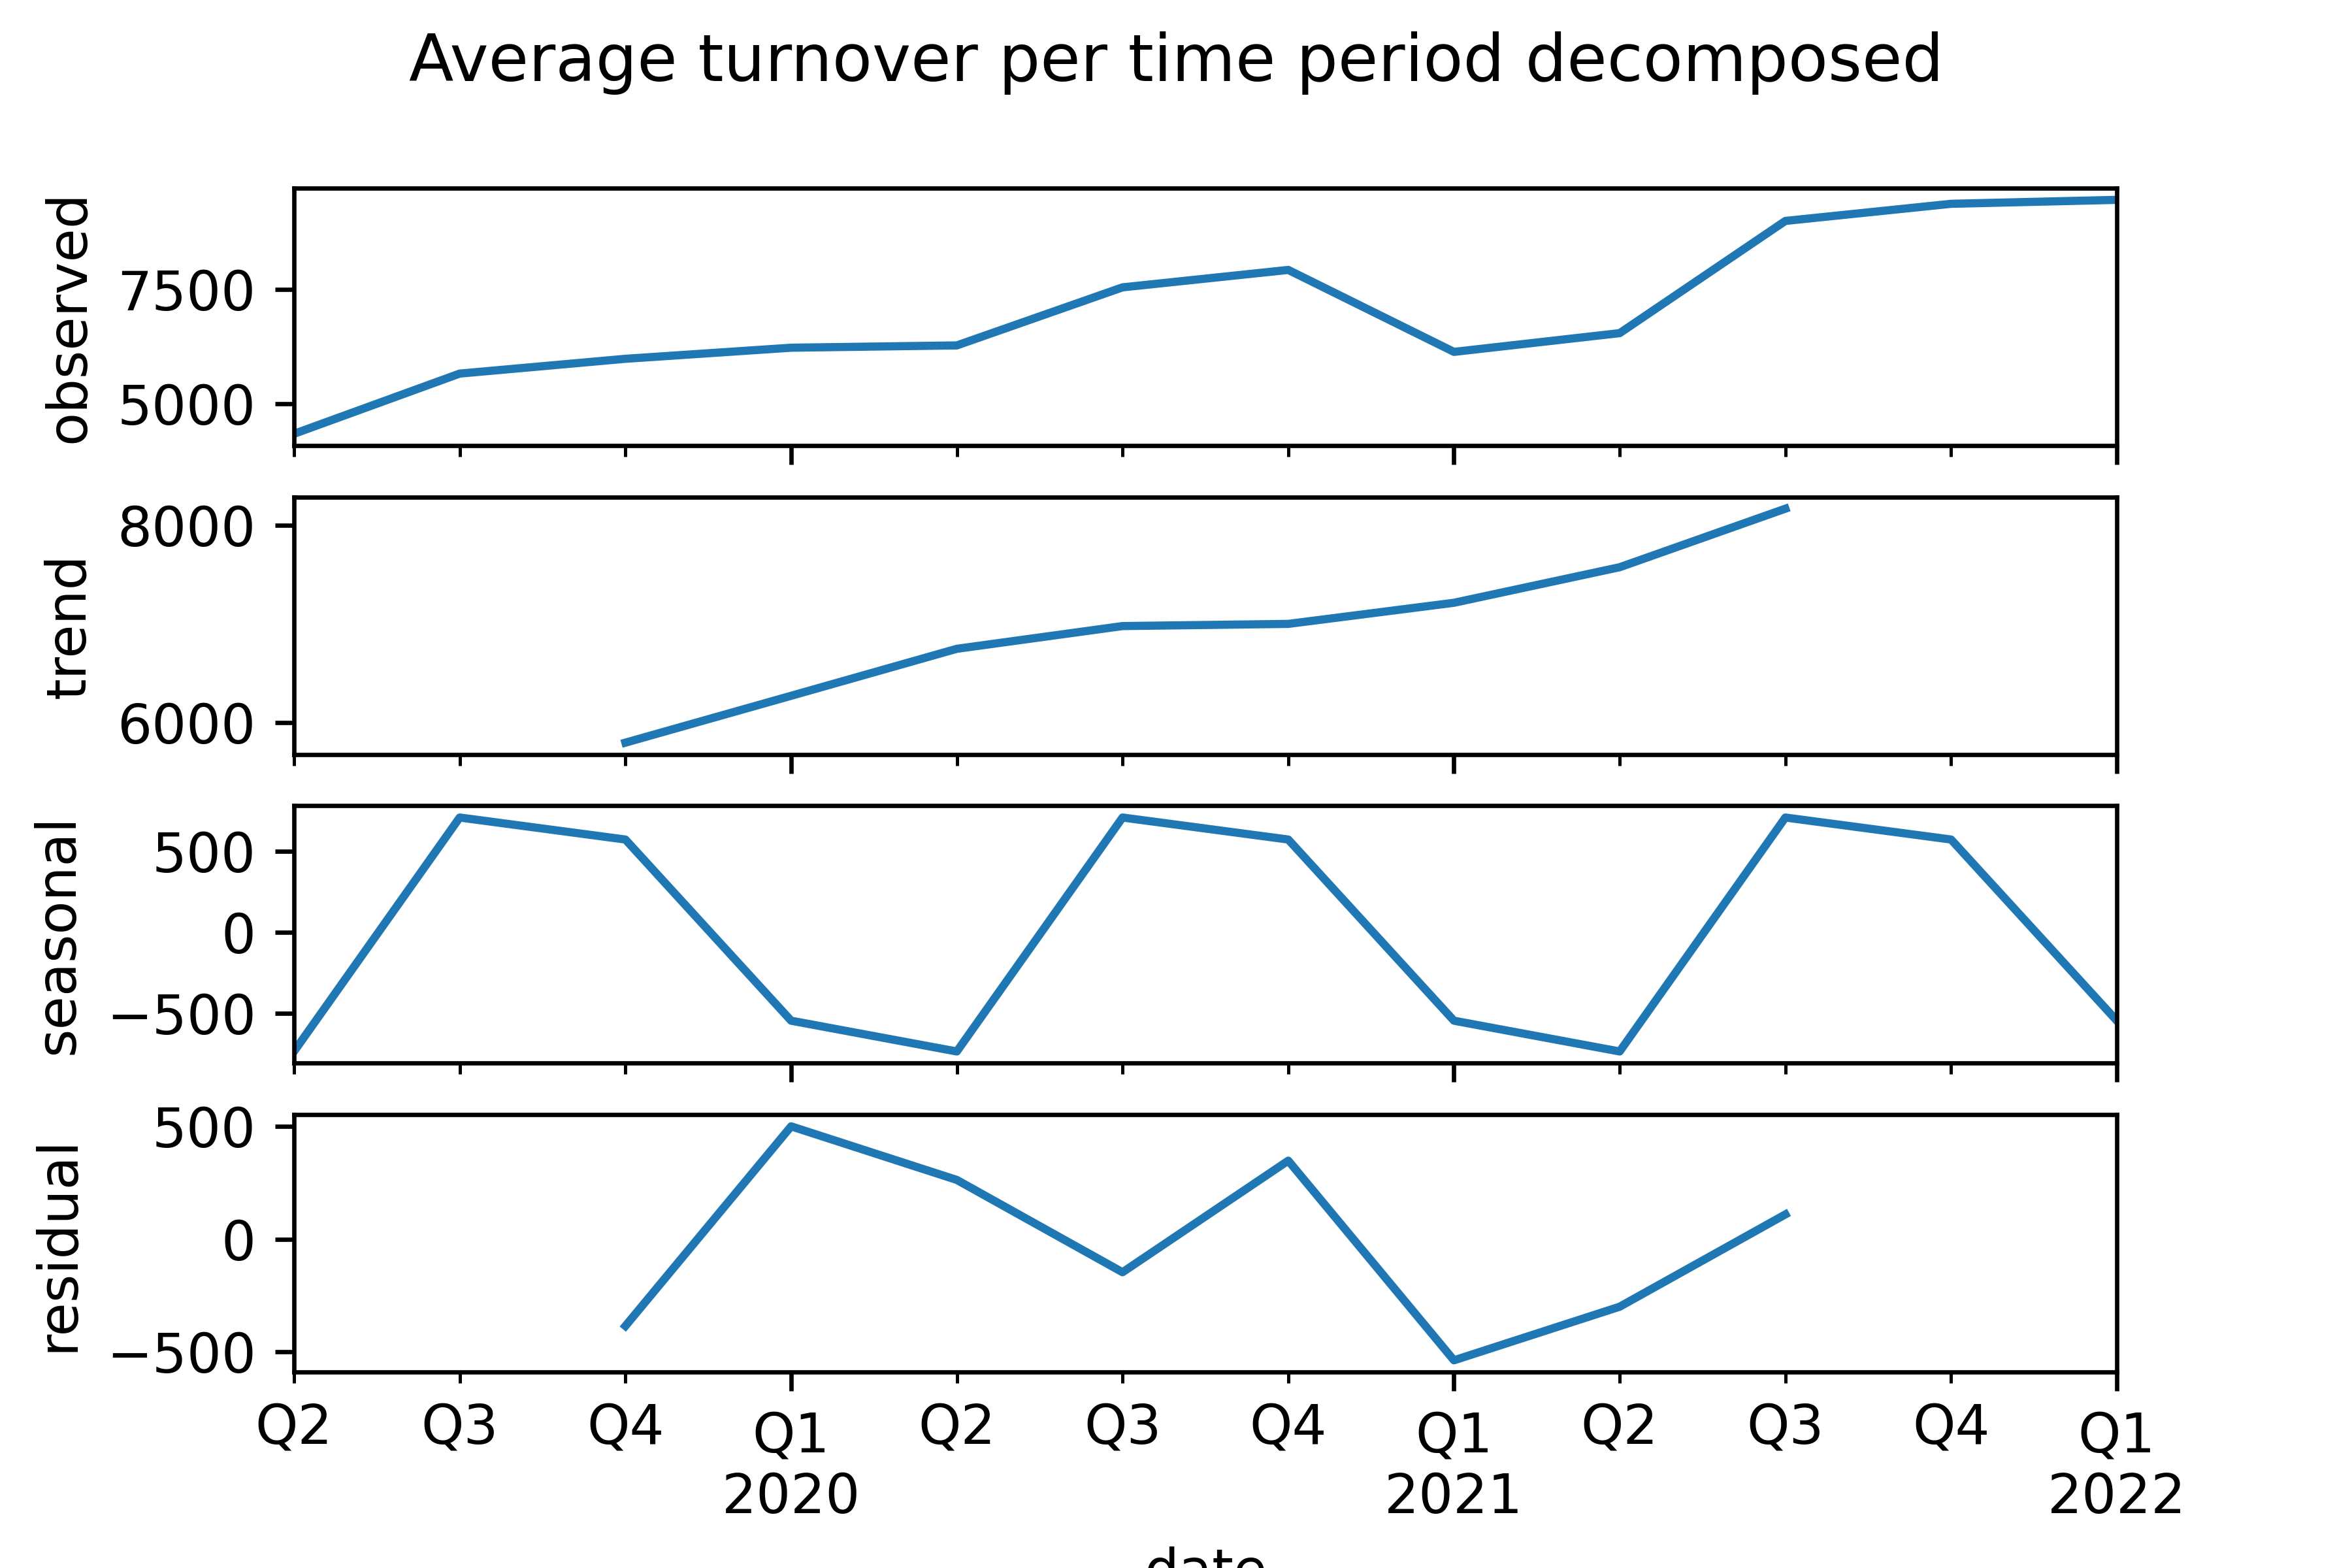 Average turnover per time period decomposed
observed
7500
5000
trend
8000
6000
seasonal
500
0
−500
residual
500
0
−500
Q2 Q3 Q4 Q1 Q2 Q3 Q4 Q1 Q2 Q3 Q4 Q1
2020 2021 2022
date